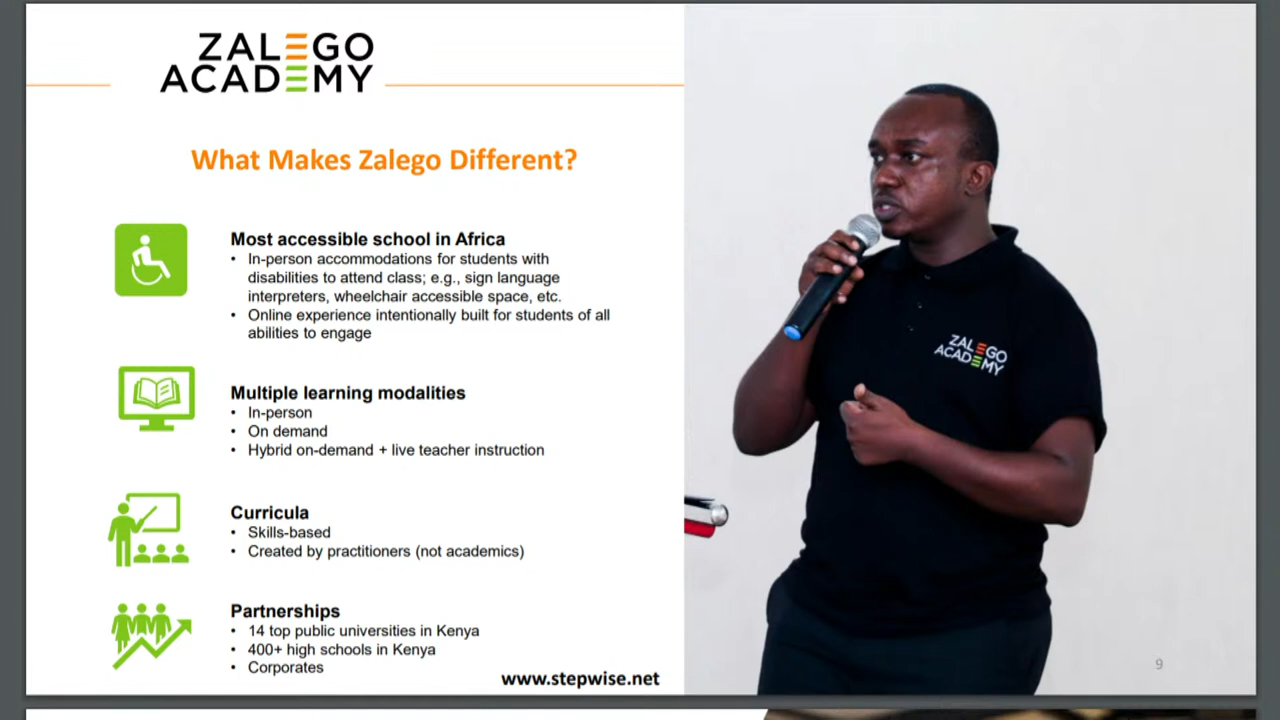 ZALEGO
ACADEMY
What Makes Zalego Different?
Most accessible school in Africa
• In-person accommodations for students with
disabilities to attend class; e.g., sign language
interpreters, wheelchair accessible space, etc.
• Online experience intentionally built for students of all
abilities to engage
Multiple learning modalities
• In-person
• On demand
• Hybrid on-demand + live teacher instruction
Curricula
• Skills-based
• Created by practitioners (not academics)
Partnerships
• 14 top public universities in Kenya
• 400+ high schools in Kenya
• Corporates
www.stepwise.net
ZALEGO
ACADEMY
9